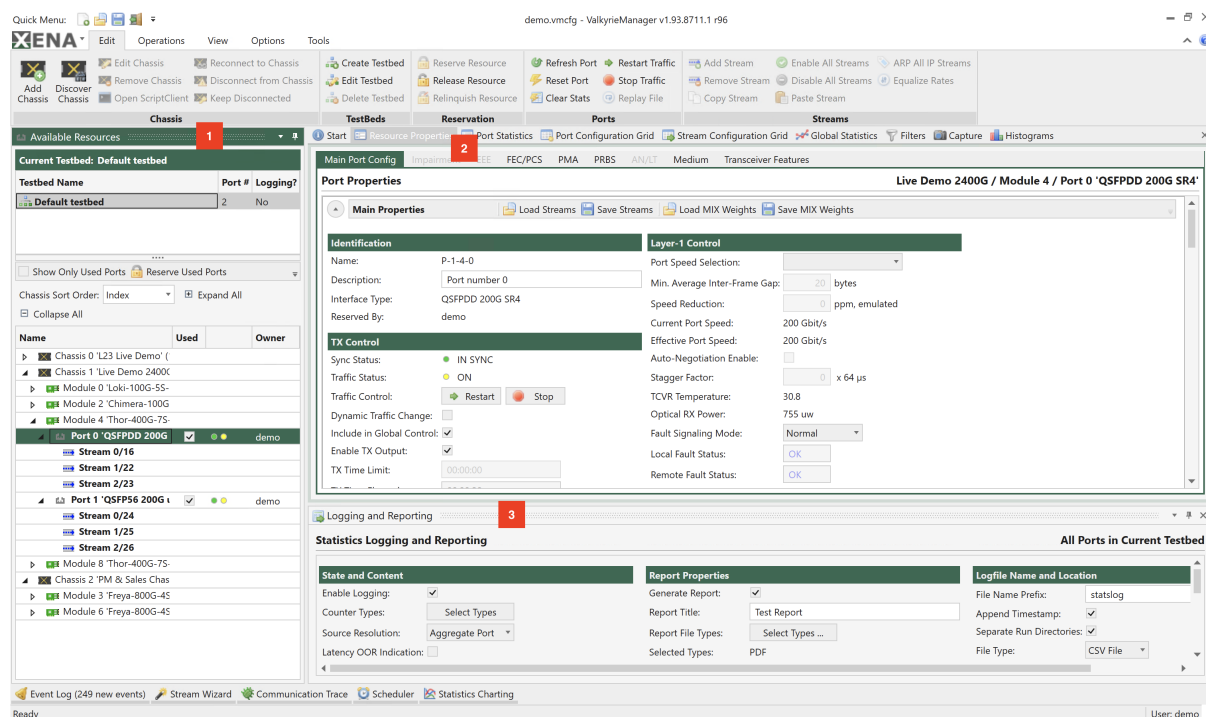 Quick Menu:
demo.vmcfg - ValkyrieManager v1.93.8711.1 r96
XENA Edit Operations View Options Tools
Add Chassis
Discover Chassis
Edit Chassis
Remove Chassis
Open ScriptClient
Reconnect to Chassis
Disconnect from Chassis
Keep Disconnected
Chassis
Create Testbed
Edit Testbed
Delete Testbed
TestBeds
Reserve Resource
Release Resource
Relinquish Resource
Reservation
Refresh Port
Reset Port
Clear Stats
Restart Traffic
Stop Traffic
Replay File
Ports
Add Stream
Remove Stream
Copy Stream
Enable All Streams
Disable All Streams
Paste Stream
ARP All IP Streams
Equalize Rates
Streams
Available Resources
1
Current Testbed: Default testbed
Testbed Name Port # Logging?
Default testbed 2 No
Show Only Used Ports Reserve Used Ports
Chassis Sort Order: Index Expand All
Collapse All
Name Used Owner
Chassis 0 'L23 Live Demo' (
Chassis 1 'Live Demo 2400G
Module 0 'Loki-100G-5S-
Module 2 'Chimera-100G
Module 4 'Thor-400G-7S-
Port 0 'QSFPDD 200G demo
Stream 0/16
Stream 1/22
Stream 2/23
Port 1 'QSFP56 200G demo
Stream 0/24
Stream 1/25
Stream 2/26
Module 8 'Thor-400G-7S-
Chassis 2 'PM & Sales Chas
Module 3 'Freya-800G-4S
Module 6 'Freya-800G-4S
Start Resource Properties Port Statistics Port Configuration Grid Stream Configuration Grid Global Statistics Filters Capture Histograms
2
Main Port Config EEE FEC/PCS PMA PRBS AN/LT Medium Transceiver Features
Port Properties
Live Demo 2400G / Module 4 / Port 0 'QSFPDD 200G SR4'
Main Properties Load Streams Save Streams Load MIX Weights Save MIX Weights
Identification
Name: P-1-4-0
Description: Port number 0
Interface Type: QSFPDD 200G SR4
Reserved By: demo
TX Control
Sync Status: IN SYNC
Traffic Status: ON
Traffic Control: Restart Stop
Dynamic Traffic Change:
Include in Global Control:
Enable TX Output:
TX Time Limit: 00:00:00
Layer-1 Control
Port Speed Selection:
Min. Average Inter-Frame Gap: 20 bytes
Speed Reduction: 0 ppm, emulated
Current Port Speed: 200 Gbit/s
Effective Port Speed: 200 Gbit/s
Auto-Negotiation Enable:
Stagger Factor: 0 x 64 µs
TCVR Temperature: 30.8
Optical RX Power: 755 uw
Fault Signaling Mode: Normal
Local Fault Status: OK
Remote Fault Status: OK
Logging and Reporting
3
Statistics Logging and Reporting
All Ports in Current Testbed
State and Content
Enable Logging:
Counter Types: Select Types
Source Resolution: Aggregate Port
Latency OOR Indication:
Report Properties
Generate Report:
Report Title: Test Report
Report File Types: Select Types ...
Selected Types: PDF
Logfile Name and Location
File Name Prefix: statslog
Append Timestamp:
Separate Run Directories:
File Type: CSV File
Event Log (249 new events) Stream Wizard Communication Trace Scheduler Statistics Charting
Ready
User: demo